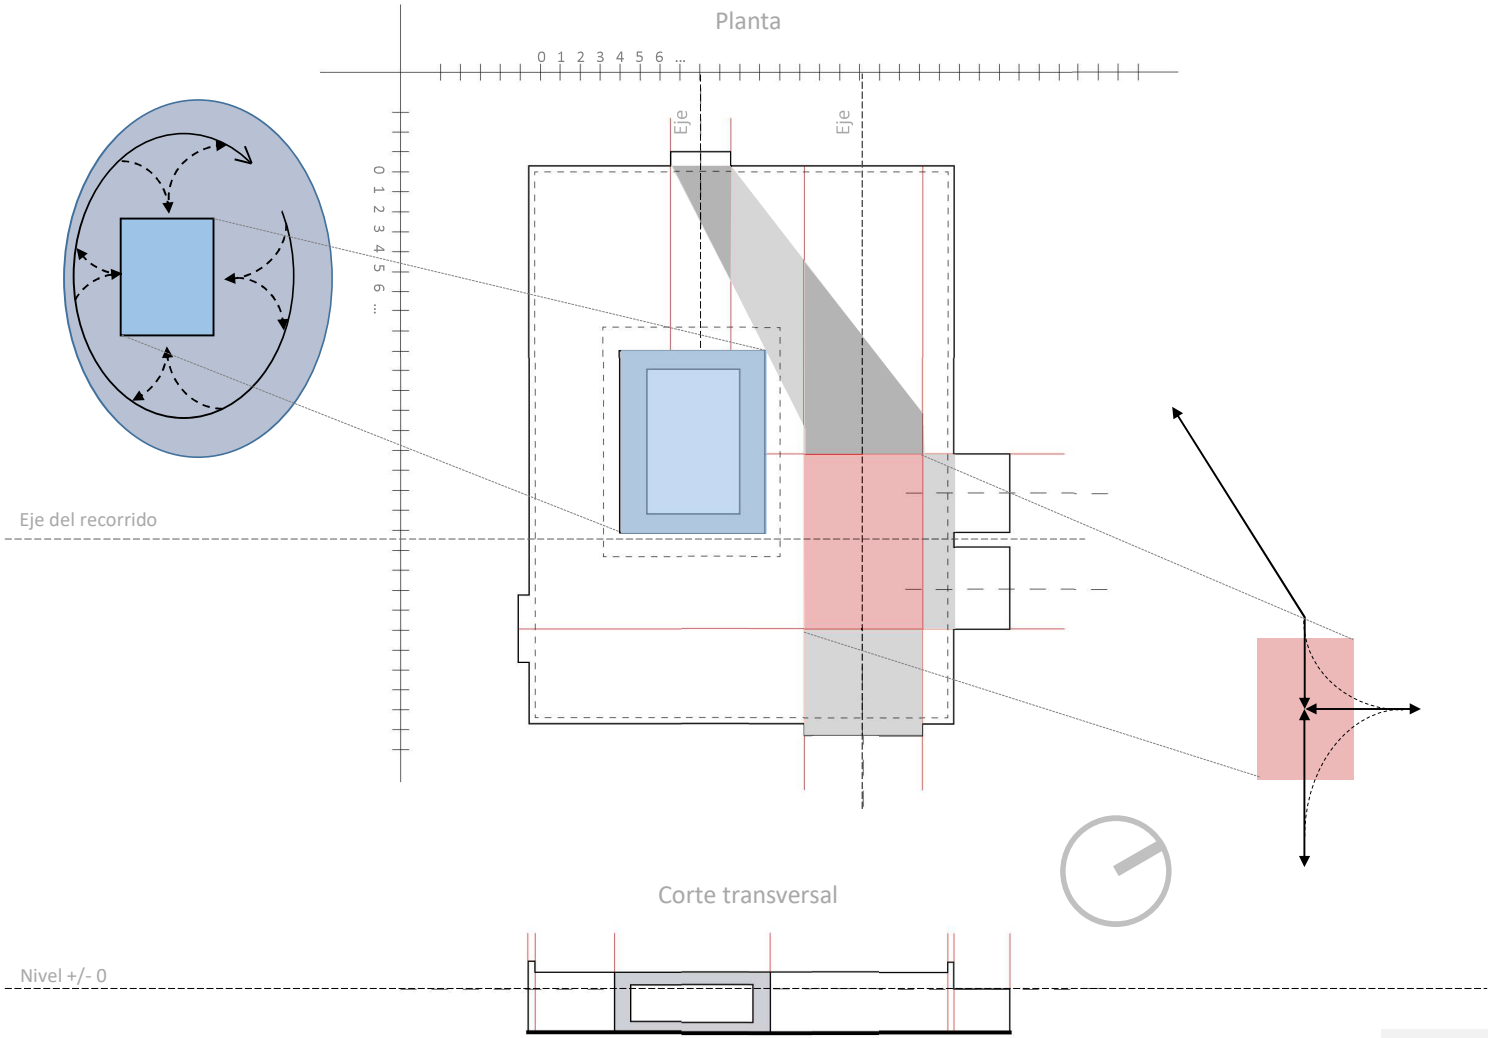 Planta
0 1 2 3 4 5 6 ...
Eje
Eje
0 1 2 3 4 5 6 ...
Eje del recorrido
Corte transversal
Nivel +/- 0